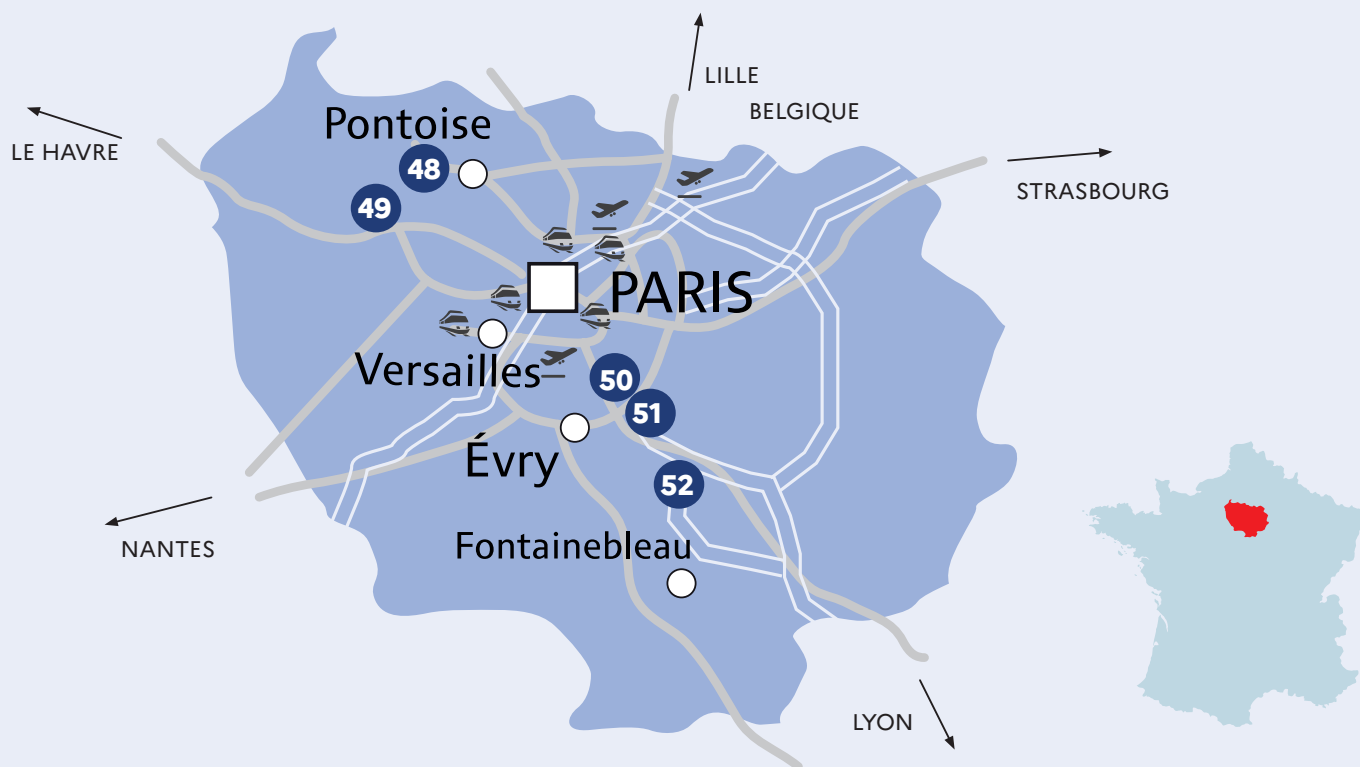 LILLE
BELGIQUE
Pontoise
LE HAVRE
48
STRASBOURG
49
PARIS
Versailles
50
51
Évry
52
NANTES
Fontainebleau
LYON